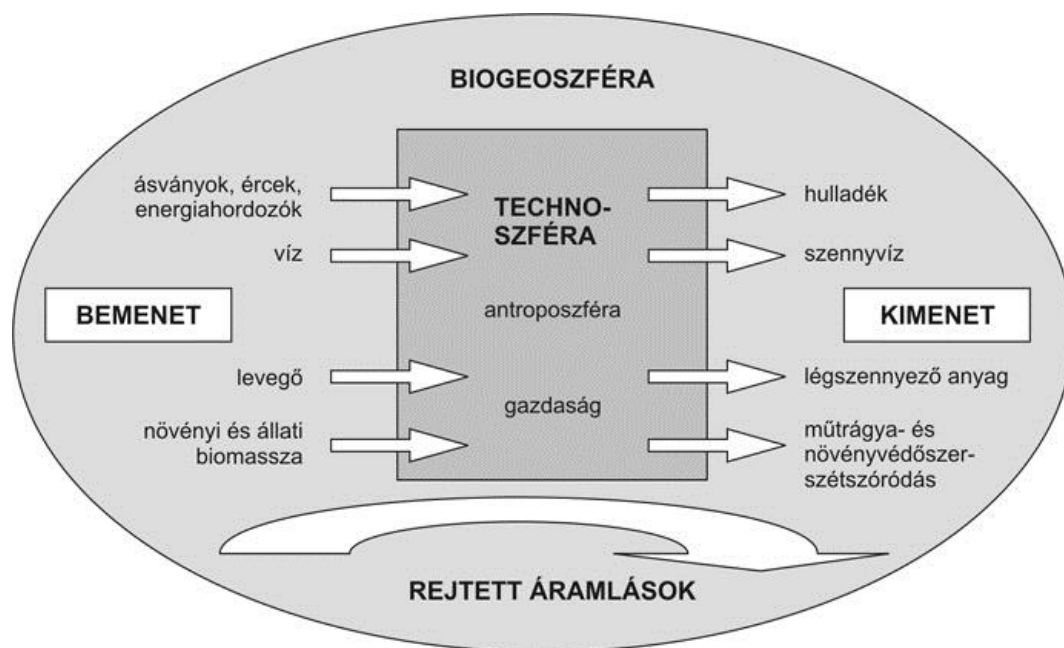 BIOGEOSZFÉRA
ásványok, ércek,
energiahordozók
víz
BEMENET
levegő
növényi és állati
biomassza
TECHNO-
SZFÉRA
antroposzféra
gazdaság
hulladék
szennyvíz
KIMENET
légszennyező anyag
műtrágya- és
növényvédőszer-
szétszóródás
REJTETT ÁRAMLÁSOK